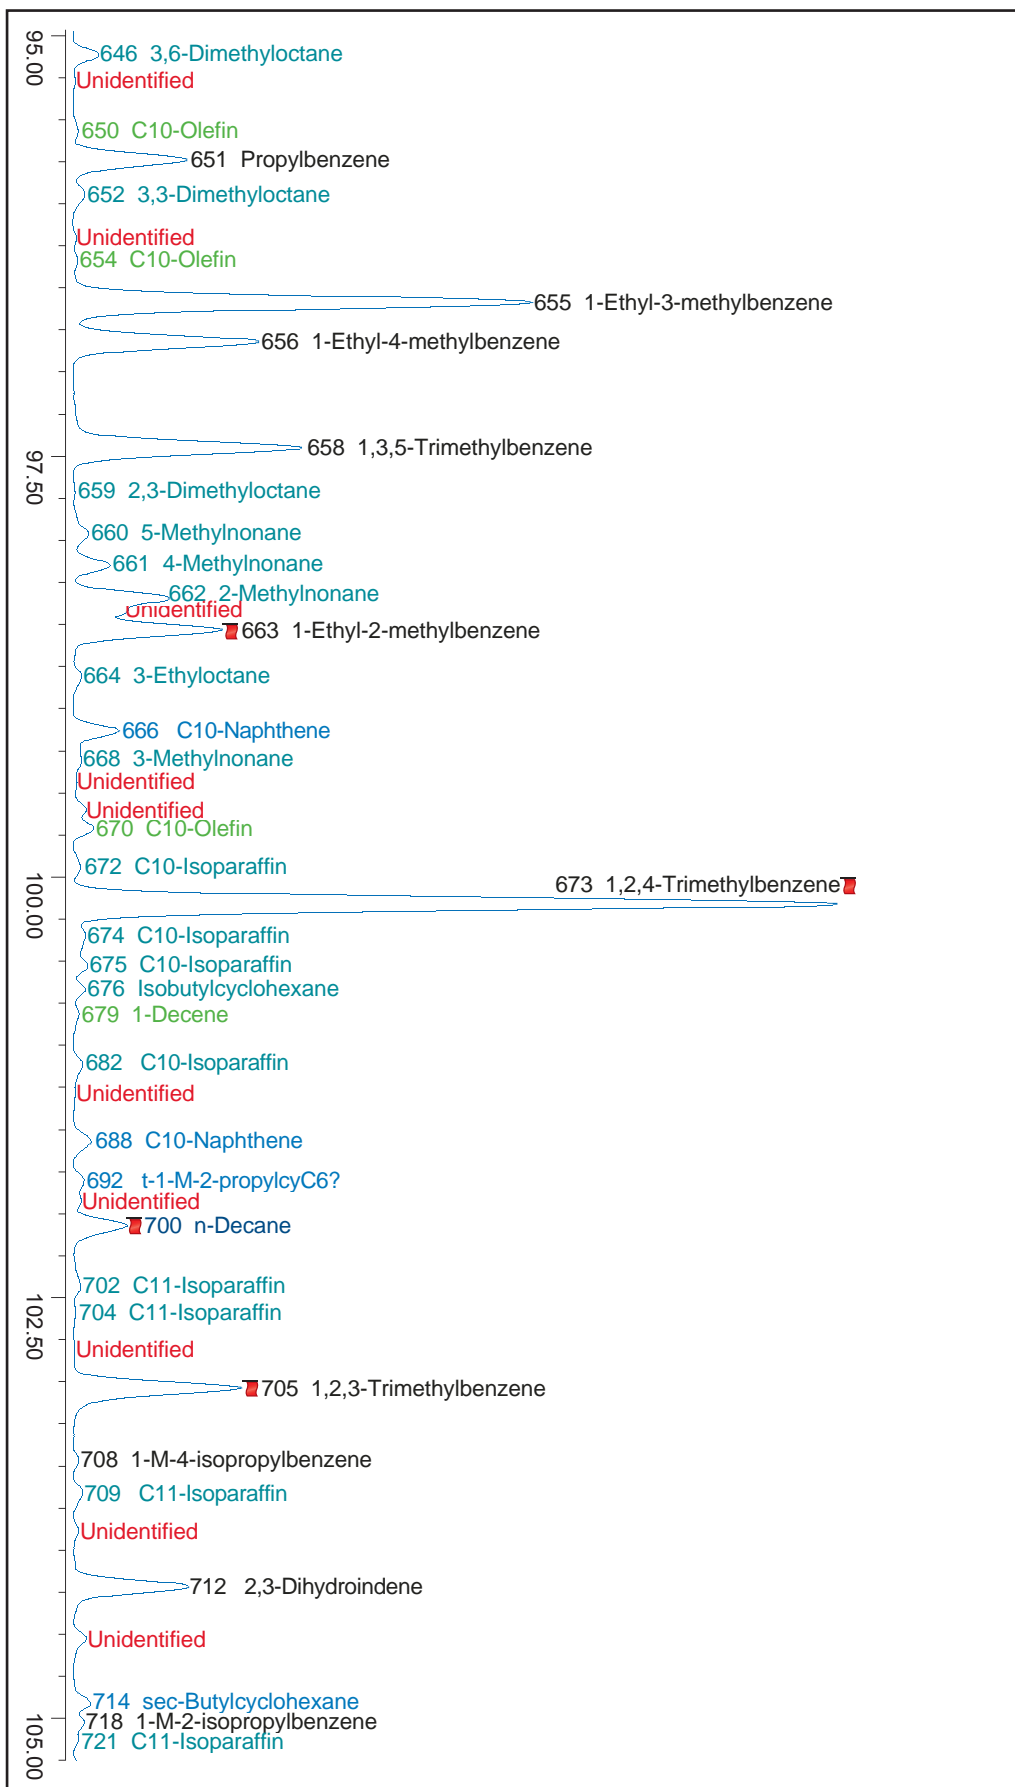 95.00
646 3,6-Dimethyloctane
Unidentified
650 C10-Olefin
651 Propylbenzene
652 3,3-Dimethyloctane
Unidentified
654 C10-Olefin
655 1-Ethyl-3-methylbenzene
656 1-Ethyl-4-methylbenzene
658 1,3,5-Trimethylbenzene
97.50
659 2,3-Dimethyloctane
660 5-Methylnonane
661 4-Methylnonane
662 2-Methylnonane
Unidentified
663 1-Ethyl-2-methylbenzene
664 3-Ethyloctane
666 C10-Naphthene
668 3-Methylnonane
Unidentified
Unidentified
670 C10-Olefin
672 C10-Isoparaffin
673 1,2,4-Trimethylbenzene
100.00
674 C10-Isoparaffin
675 C10-Isoparaffin
676 Isobutylcyclohexane
679 1-Decene
682 C10-Isoparaffin
Unidentified
688 C10-Naphthene
692 t-1-M-2-propylcyC6?
Unidentified
700 n-Decane
702 C11-Isoparaffin
704 C11-Isoparaffin
102.50
Unidentified
705 1,2,3-Trimethylbenzene
708 1-M-4-isopropylbenzene
709 C11-Isoparaffin
Unidentified
712 2,3-Dihydroindene
Unidentified
714 sec-Butylcyclohexane
718 1-M-2-isopropylbenzene
721 C11-Isoparaffin
105.00